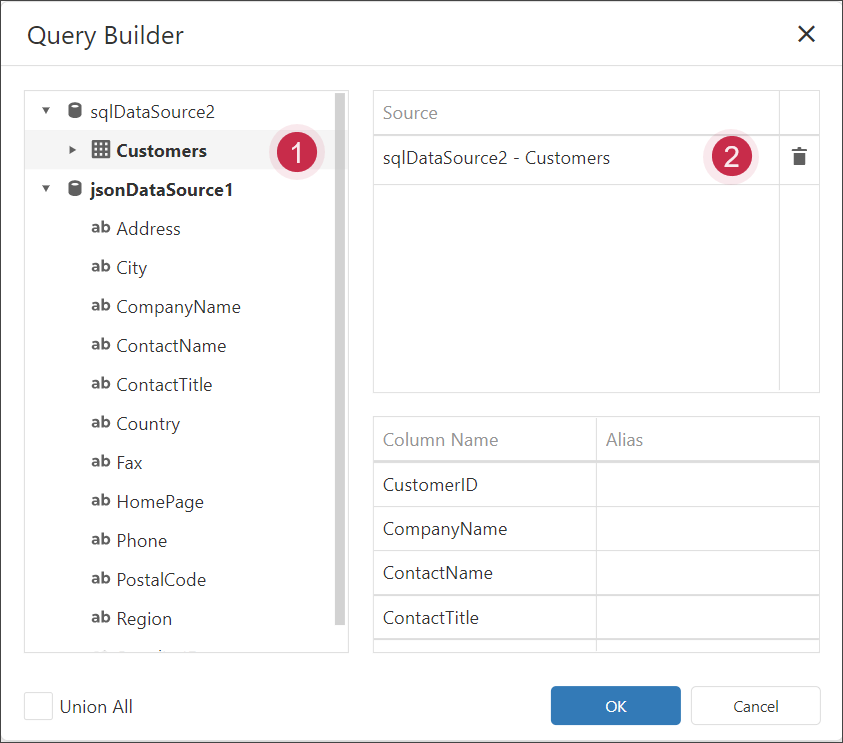 Query Builder
sqlDataSource2
Customers
1
jsonDataSource1
ab Address
ab City
ab CompanyName
ab ContactName
ab ContactTitle
ab Country
ab Fax
ab HomePage
ab Phone
ab PostalCode
ab Region
Source
sqlDataSource2 - Customers
2
Column Name Alias
CustomerID
CompanyName
ContactName
ContactTitle
Union All
OK
Cancel